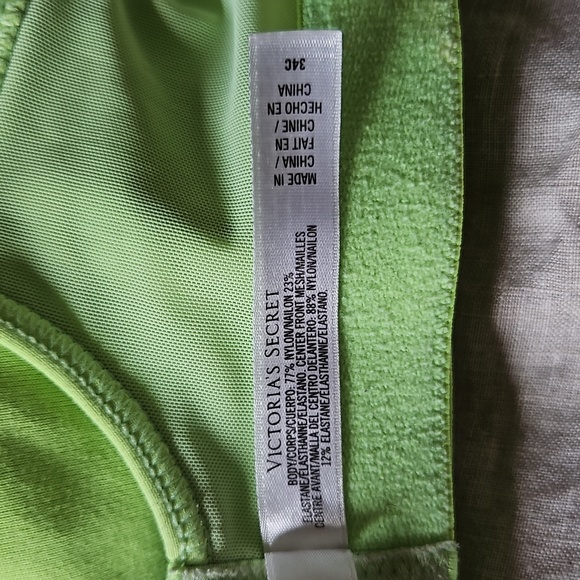 34C
MADE IN
CHINA /
FAIT EN
CHINE /
HECHO EN
CHINA
VICTORIA'S SECRET
BODY/CORPS/CUERPO: 77% NYLON/NAILON 23%
ELASTANE/ELASTHANNE/ELASTANO. CENTER FRONT MESH/MAILLES
CENTRE AVANT/MALLA DEL CENTRO DELANTERO: 88% NYLON/NAILON
12% ELASTANE/ELASTHANNE/ELASTANO.